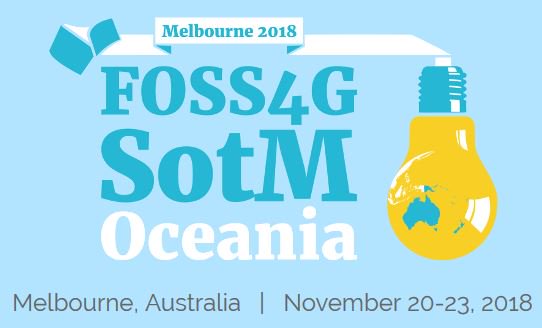 Melbourne 2018
FOSS4G
SotM
Oceania
Melbourne, Australia | November 20-23, 2018